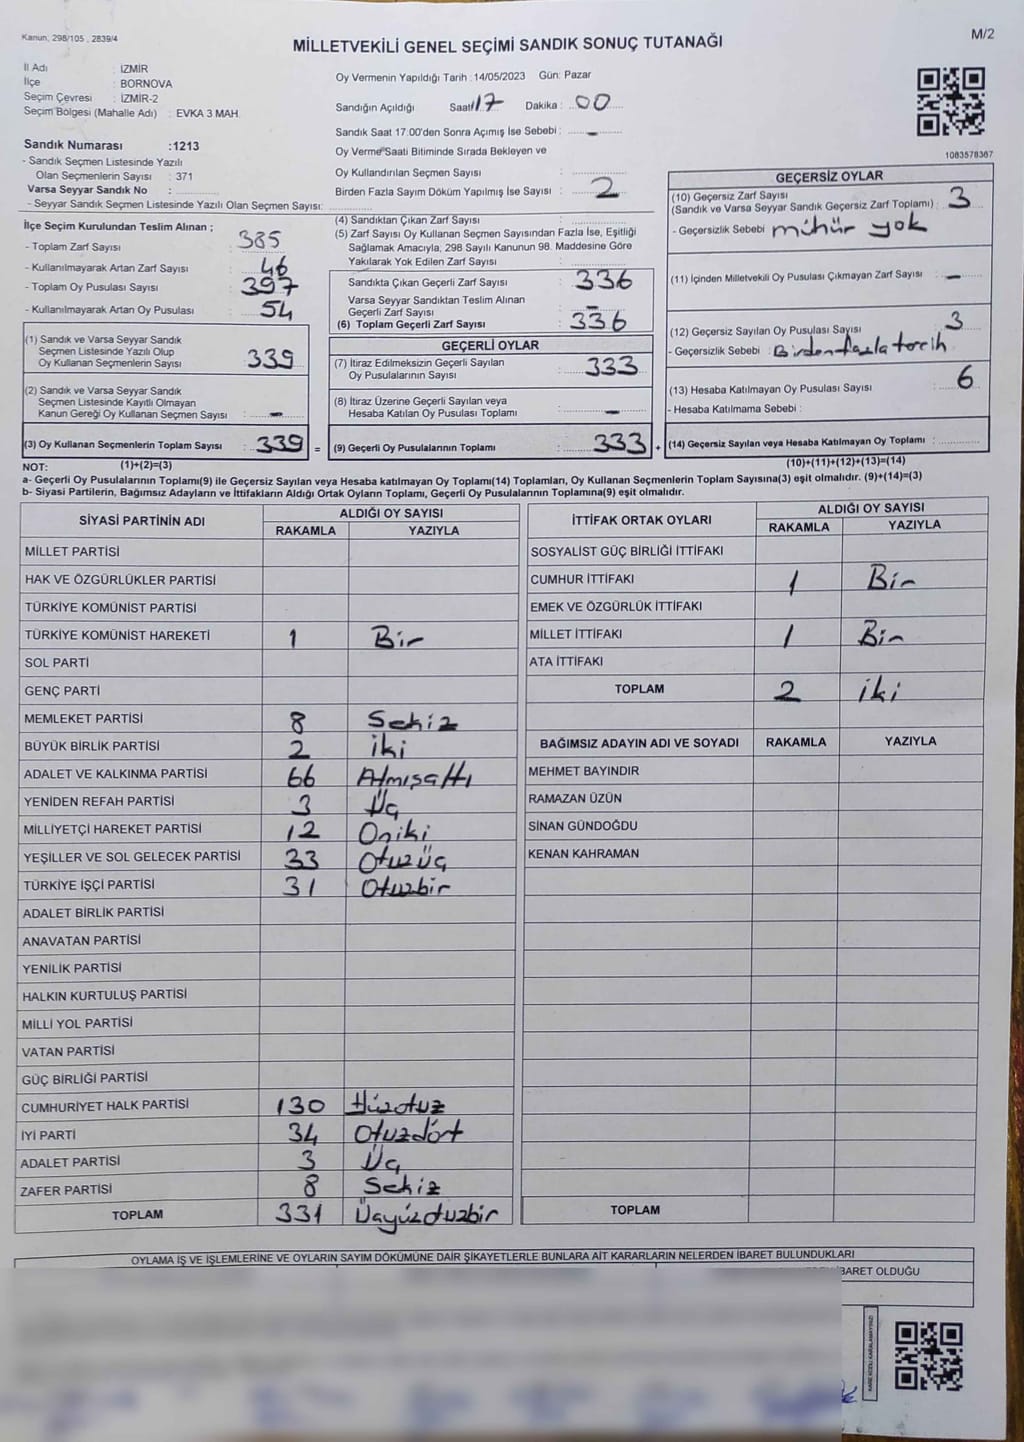 Kanun, 298/105 , 2839/4
M/2
MİLLETVEKİLİ GENEL SEÇİMİ SANDIK SONUÇ TUTANAĞI
İl Adı : İZMİR
İlçe : BORNOVA
Seçim Çevresi : İZMİR-2
Seçim Bölgesi (Mahalle Adı) : EVKA 3 MAH.
Sandık Numarası :1213
- Sandık Seçmen Listesinde Yazılı
Olan Seçmenlerin Sayısı : 371
Varsa Seyyar Sandık No :
- Seyyar Sandık Seçmen Listesinde Yazılı Olan Seçmen Sayısı:
Oy Vermenin Yapıldığı Tarih :14/05/2023 Gün: Pazar
Sandığın Açıldığı Saat: 17 Dakika : 00
Sandık Saat 17.00'den Sonra Açımış İse Sebebi : -
Oy Verme Saati Bitiminde Sırada Bekleyen ve
Oy Kullandırılan Seçmen Sayısı :
Birden Fazla Sayım Döküm Yapılmış İse Sayısı : 2
1083578367
İlçe Seçim Kurulundan Teslim Alınan ;
- Toplam Zarf Sayısı : 385
- Kullanılmayarak Artan Zarf Sayısı : 46
- Toplam Oy Pusulası Sayısı : 397
- Kullanılmayarak Artan Oy Pusulası : 54
(1) Sandık ve Varsa Seyyar Sandık
Seçmen Listesinde Yazılı Olup
Oy Kullanan Seçmenlerin Sayısı : 339
(2) Sandık ve Varsa Seyyar Sandık
Seçmen Listesinde Kayıtlı Olmayan
Kanun Gereği Oy Kullanan Seçmen Sayısı : -
(3) Oy Kullanan Seçmenlerin Toplam Sayısı : 339 =
(1)+(2)=(3)
(4) Sandıktan Çıkan Zarf Sayısı :
(5) Zarf Sayısı Oy Kullanan Seçmen Sayısından Fazla İse, Eşitliği
Sağlamak Amacıyla, 298 Sayılı Kanunun 98. Maddesine Göre
Yakılarak Yok Edilen Zarf Sayısı :
Sandıkta Çıkan Geçerli Zarf Sayısı : 336
Varsa Seyyar Sandıktan Teslim Alınan
Geçerli Zarf Sayısı : -
(6) Toplam Geçerli Zarf Sayısı : 336
GEÇERLİ OYLAR
(7) İtiraz Edilmeksizin Geçerli Sayılan
Oy Pusulalarının Sayısı : 333
(8) İtiraz Üzerine Geçerli Sayılan veya
Hesaba Katılan Oy Pusulası Toplamı : -
(9) Geçerli Oy Pusulalarının Toplamı : 333 +
GEÇERSİZ OYLAR
(10) Geçersiz Zarf Sayısı
(Sandık ve Varsa Seyyar Sandık Geçersiz Zarf Toplamı) : 3
- Geçersizlik Sebebi : mühür yok
(11) İçinden Milletvekili Oy Pusulası Çıkmayan Zarf Sayısı : -
(12) Geçersiz Sayılan Oy Pusulası Sayısı : 3
- Geçersizlik Sebebi : Birden fazla tercih
(13) Hesaba Katılmayan Oy Pusulası Sayısı : 6
- Hesaba Katılmama Sebebi :
(14) Geçersiz Sayılan veya Hesaba Katılmayan Oy Toplamı :
(10)+(11)+(12)+(13)=(14)
NOT:
a- Geçerli Oy Pusulalarının Toplamı(9) ile Geçersiz Sayılan veya Hesaba katılmayan Oy Toplamı(14) Toplamları, Oy Kullanan Seçmenlerin Toplam Sayısına(3) eşit olmalıdır. (9)+(14)=(3)
b- Siyasi Partilerin, Bağımsız Adayların ve İttifakların Aldığı Ortak Oyların Toplamı, Geçerli Oy Pusulalarının Toplamına(9) eşit olmalıdır.
SİYASİ PARTİNİN ADI ALDIĞI OY SAYISI
RAKAMLA YAZIYLA
MİLLET PARTİSİ
HAK VE ÖZGÜRLÜKLER PARTİSİ
TÜRKİYE KOMÜNİST PARTİSİ
TÜRKİYE KOMÜNİST HAREKETİ 1 Bir
SOL PARTİ
GENÇ PARTİ
MEMLEKET PARTİSİ 8 Sekiz
BÜYÜK BİRLİK PARTİSİ 2 iki
ADALET VE KALKINMA PARTİSİ 66 Atmışaltı
YENİDEN REFAH PARTİSİ 3 Üç
MİLLİYETÇİ HAREKET PARTİSİ 12 Oniki
YEŞİLLER VE SOL GELECEK PARTİSİ 33 Otuzüç
TÜRKİYE İŞÇİ PARTİSİ 31 Otuzbir
ADALET BİRLİK PARTİSİ
ANAVATAN PARTİSİ
YENİLİK PARTİSİ
HALKIN KURTULUŞ PARTİSİ
MİLLİ YOL PARTİSİ
VATAN PARTİSİ
GÜÇ BİRLİĞİ PARTİSİ
CUMHURİYET HALK PARTİSİ 130 Yüzotuz
İYİ PARTİ 34 Otuzdört
ADALET PARTİSİ 3 Üç
ZAFER PARTİSİ 8 Sekiz
TOPLAM 331 Üçyüzotuzbir
İTTİFAK ORTAK OYLARI ALDIĞI OY SAYISI
RAKAMLA YAZIYLA
SOSYALİST GÜÇ BİRLİĞİ İTTİFAKI
CUMHUR İTTİFAKI 1 Bir
EMEK VE ÖZGÜRLÜK İTTİFAKI
MİLLET İTTİFAKI 1 Bir
ATA İTTİFAKI
TOPLAM 2 iki
BAĞIMSIZ ADAYIN ADI VE SOYADI RAKAMLA YAZIYLA
MEHMET BAYINDIR
RAMAZAN ÜZÜN
SİNAN GÜNDOĞDU
KENAN KAHRAMAN
TOPLAM
OYLAMA İŞ VE İŞLEMLERİNE VE OYLARIN SAYIM DÖKÜMÜNE DAİR ŞİKAYETLERLE BUNLARA AİT KARARLARIN NELERDEN İBARET BULUNDUKLARI
İBARET OLDUĞU
KARE KODU KARALAMAYINIZ!